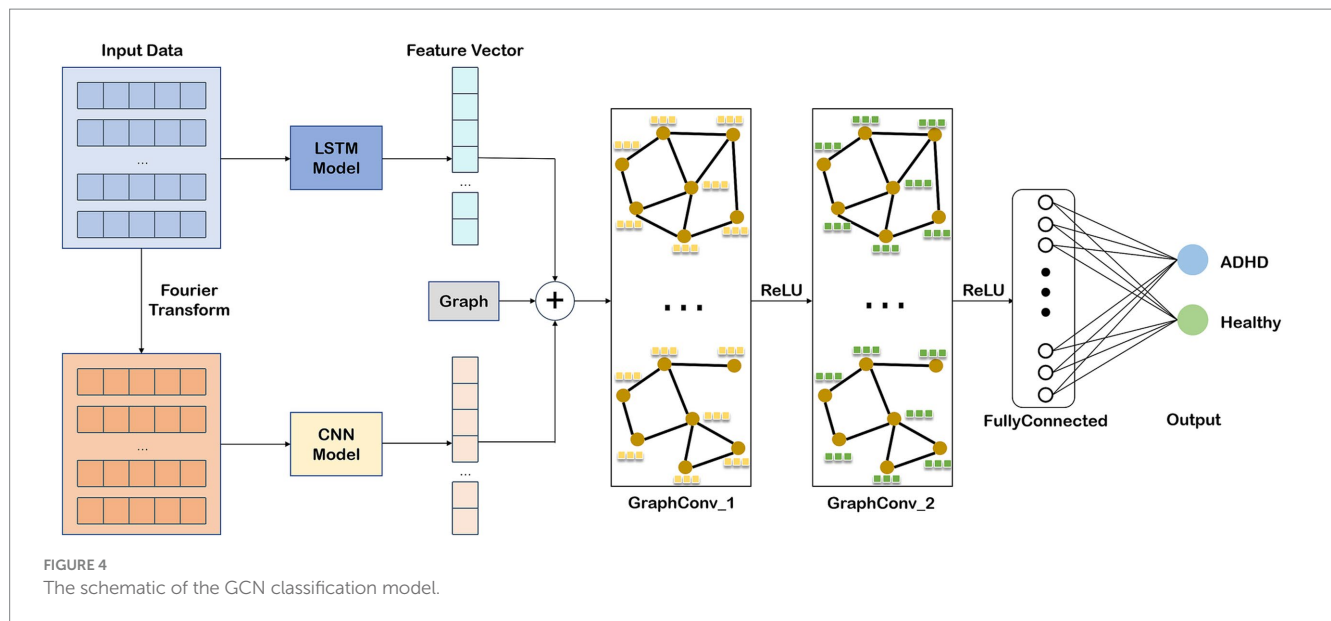 Input Data
Feature Vector
...
LSTM
Model
...
Fourier
Transform
Graph
+
...
ReLU
...
ReLU
ADHD
Healthy
...
CNN
Model
...
FullyConnected
Output
GraphConv_1
GraphConv_2
FIGURE 4
The schematic of the GCN classification model.